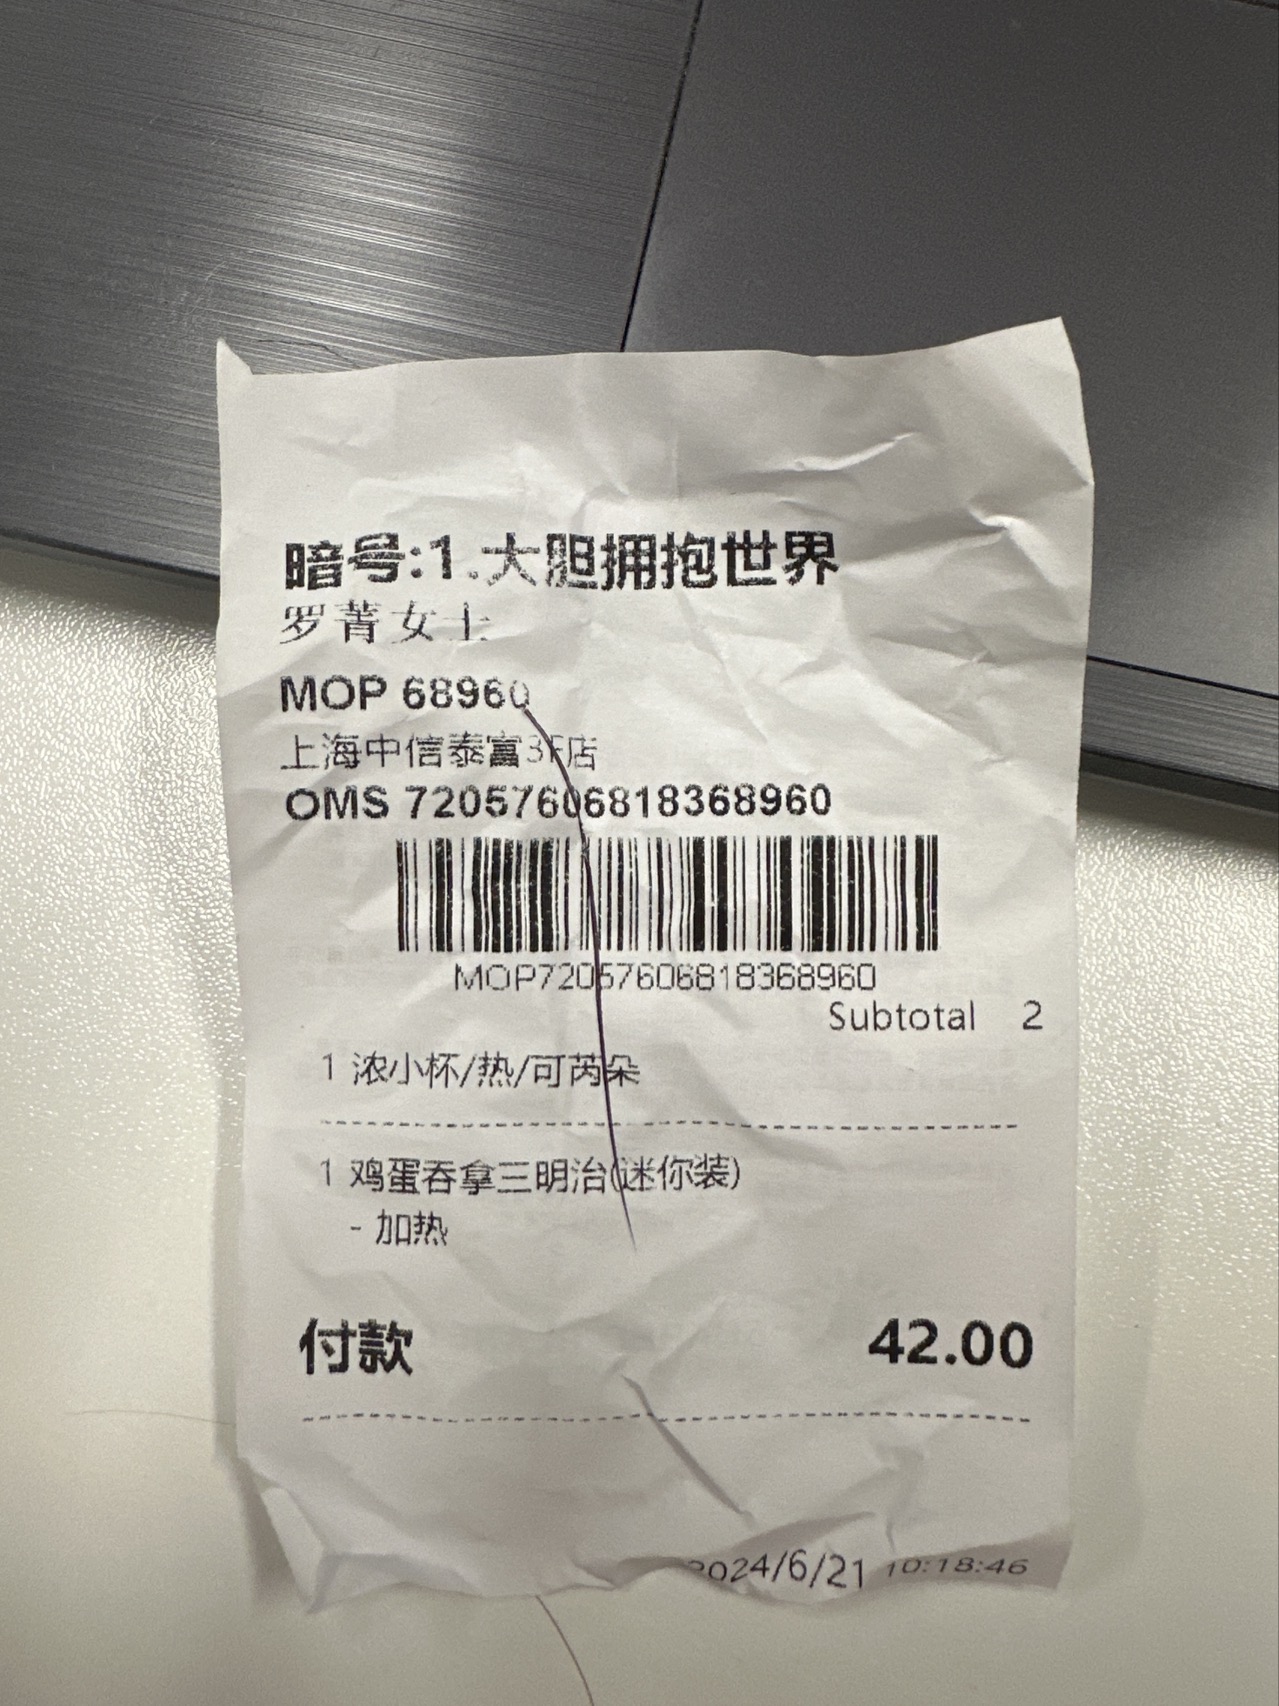 暗号:1.大胆拥抱世界
罗菁女士
MOP 68960
上海中信泰富3F店
OMS 720576068183​68960
MOP72057606818368960
Subtotal 2
1 浓小杯/热/可芮朵
1 鸡蛋吞拿三明治(迷你装)
- 加热
付款 42.00
2024/6/21 10:18:46